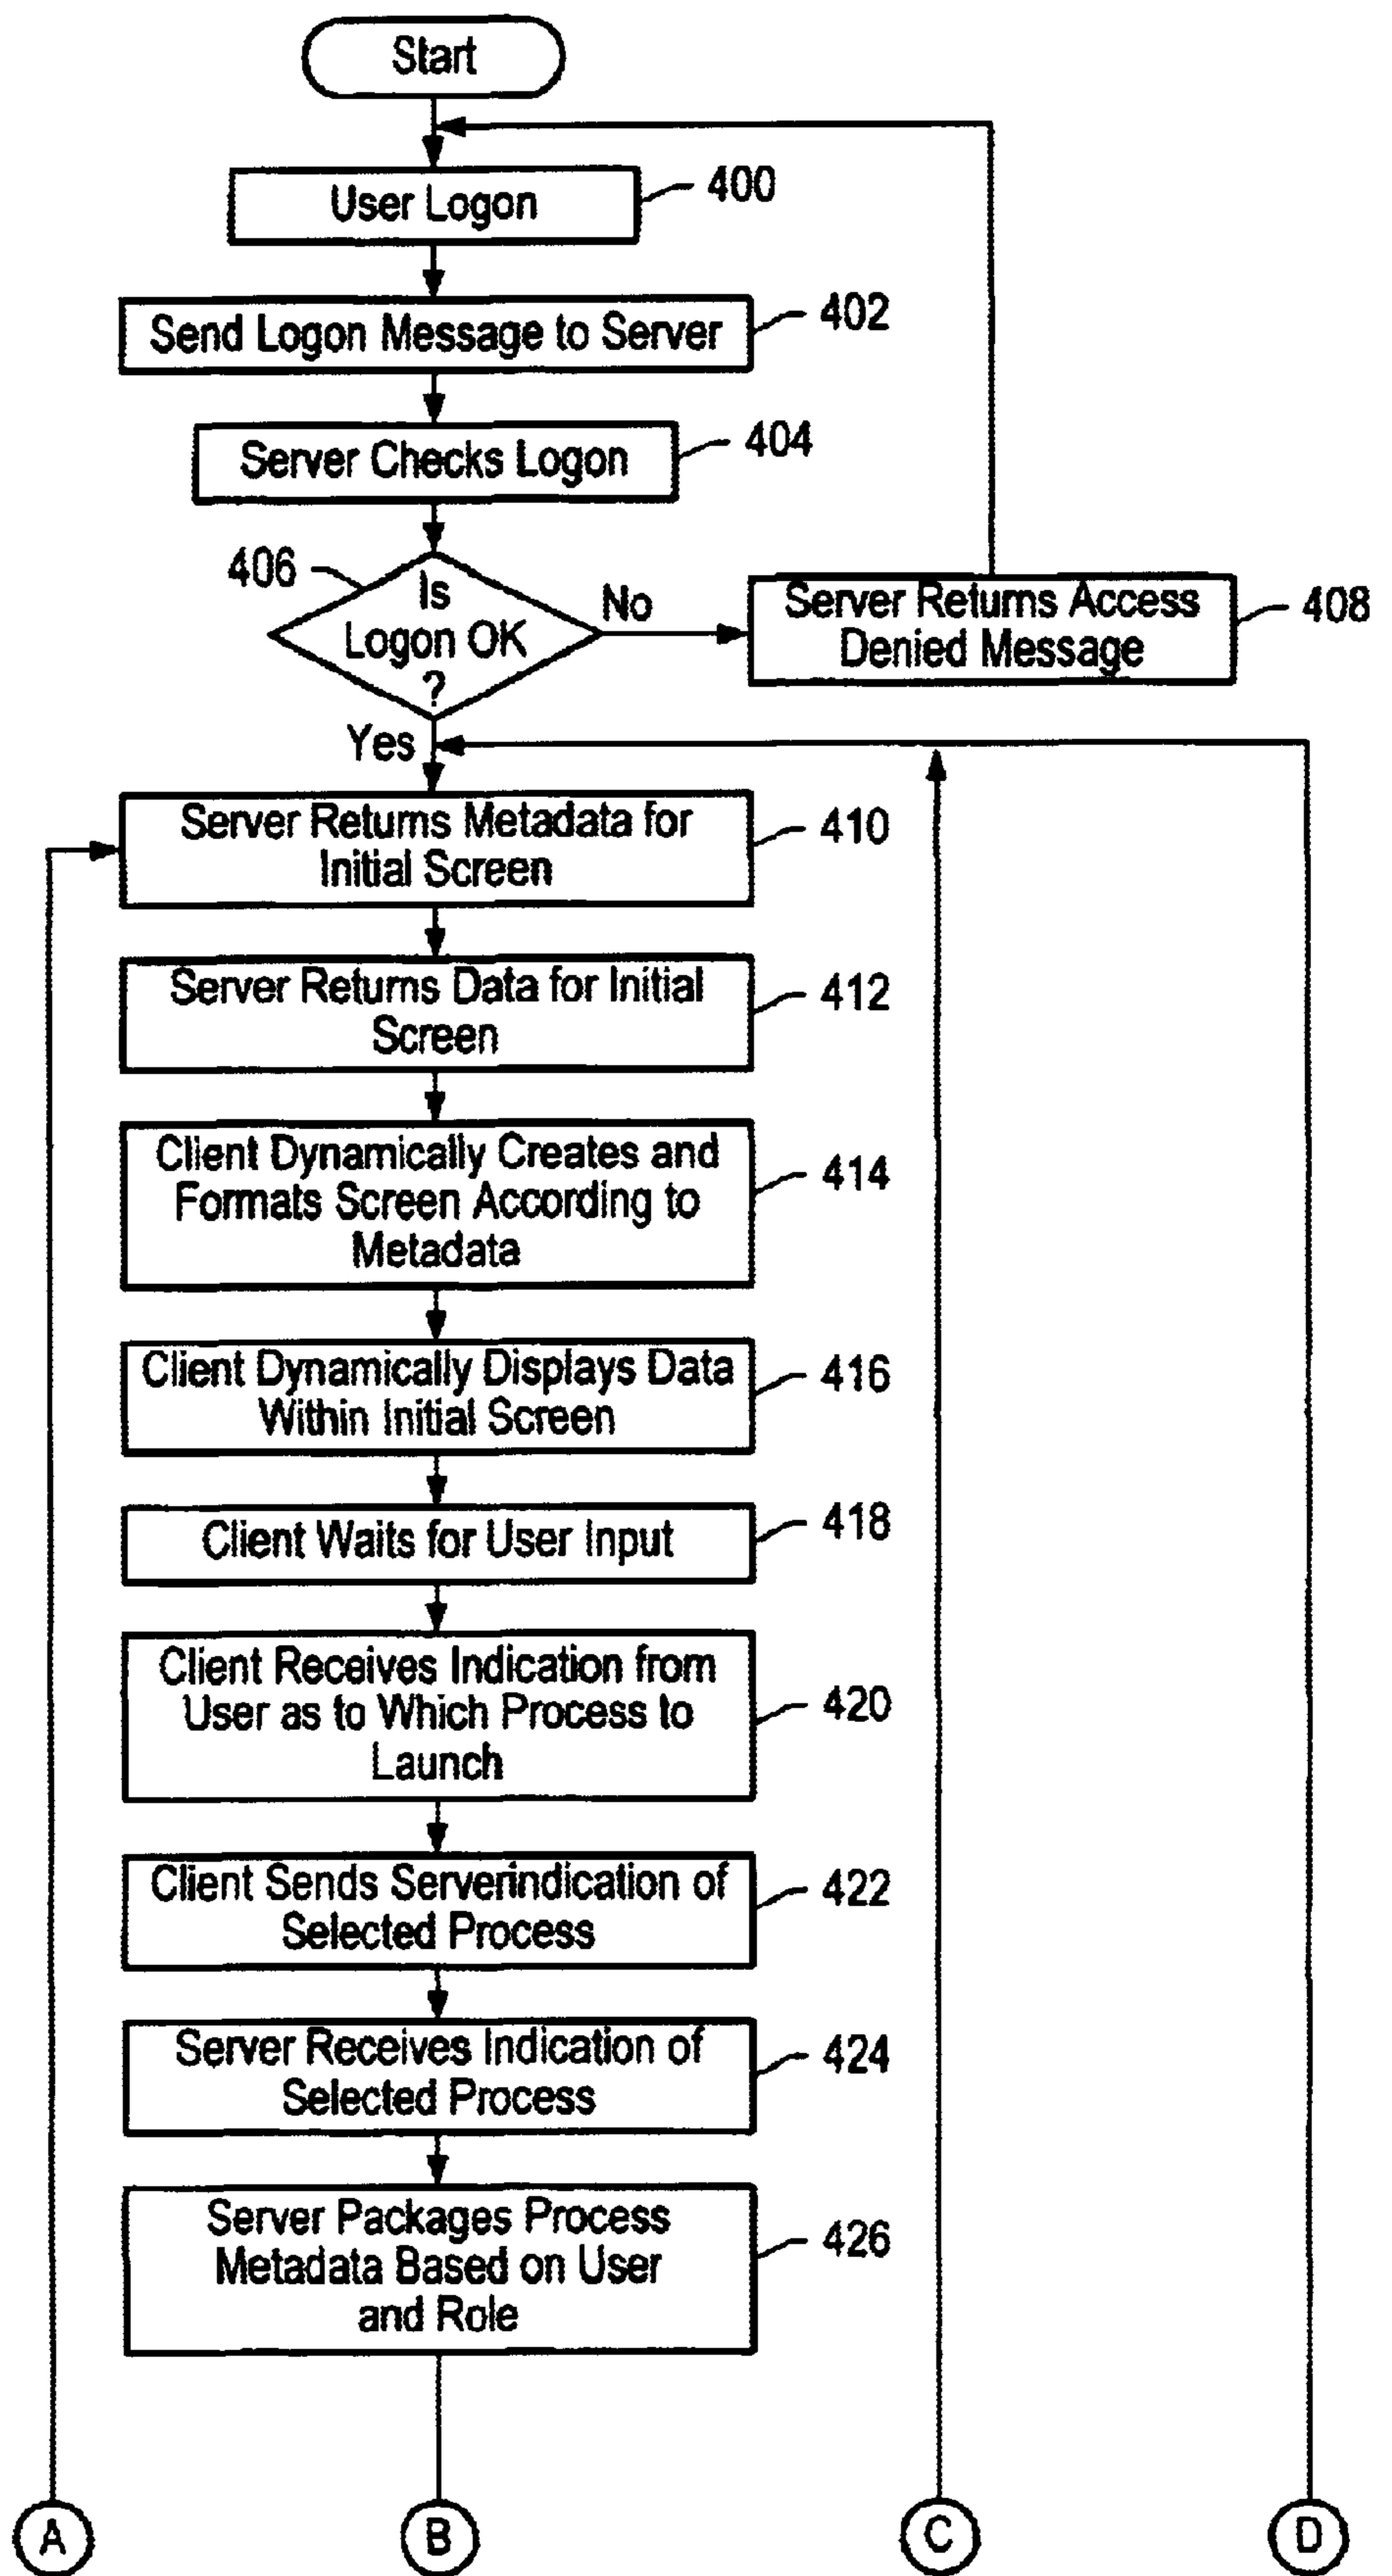 Start
User Logon
400
Send Logon Message to Server
402
Server Checks Logon
404
406
Is
Logon OK
?
No
Server Returns Access
Denied Message
408
Yes
Server Returns Metadata for
Initial Screen
410
Server Returns Data for Initial
Screen
412
Client Dynamically Creates and
Formats Screen According to
Metadata
414
Client Dynamically Displays Data
Within Initial Screen
416
Client Waits for User Input
418
Client Receives Indication from
User as to Which Process to
Launch
420
Client Sends Serverindication of
Selected Process
422
Server Receives Indication of
Selected Process
424
Server Packages Process
Metadata Based on User
and Role
426
A
B
C
D